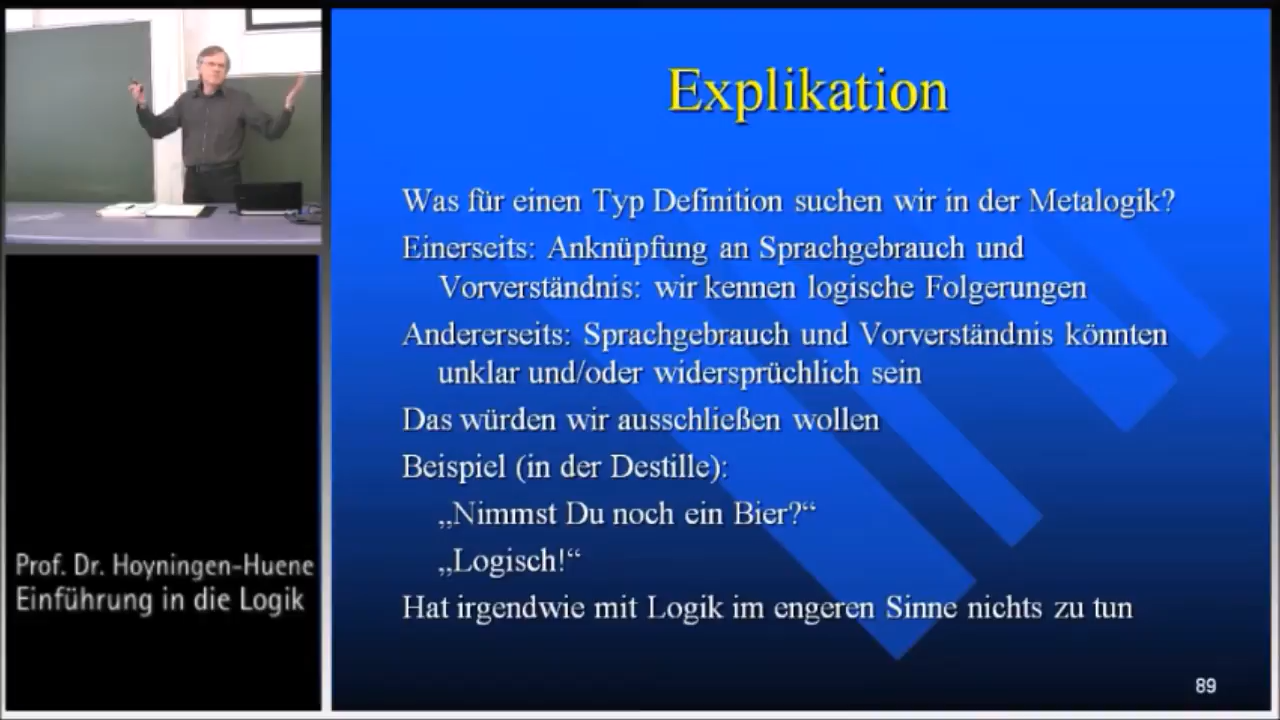 Explikation
Was für einen Typ Definition suchen wir in der Metalogik?
Einerseits: Anknüpfung an Sprachgebrauch und
Vorverständnis: wir kennen logische Folgerungen
Andererseits: Sprachgebrauch und Vorverständnis könnten
unklar und/oder widersprüchlich sein
Das würden wir ausschließen wollen
Beispiel (in der Destille):
„Nimmst Du noch ein Bier?“
„Logisch!“
Hat irgendwie mit Logik im engeren Sinne nichts zu tun
89
Prof. Dr. Hoyningen-Huene
Einführung in die Logik